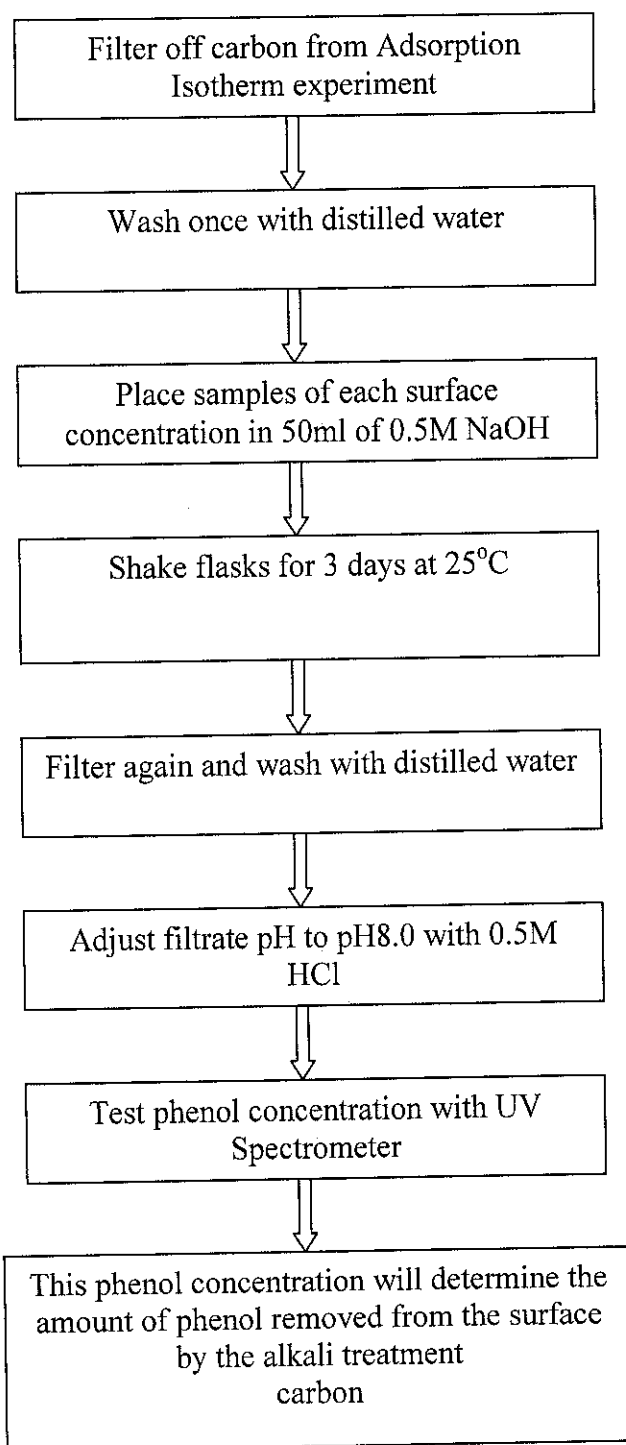 Filter off carbon from Adsorption
Isotherm experiment
Wash once with distilled water
Place samples of each surface
concentration in 50ml of 0.5M NaOH
Shake flasks for 3 days at 25°C
Filter again and wash with distilled water
Adjust filtrate pH to pH8.0 with 0.5M
HCl
Test phenol concentration with UV
Spectrometer
This phenol concentration will determine the
amount of phenol removed from the surface
by the alkali treatment
carbon